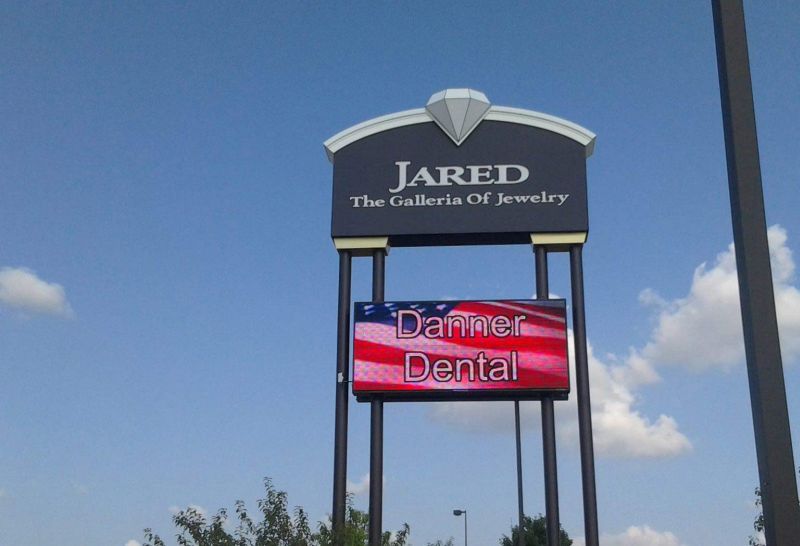 JARED
The Galleria Of Jewelry
Danner
Dental